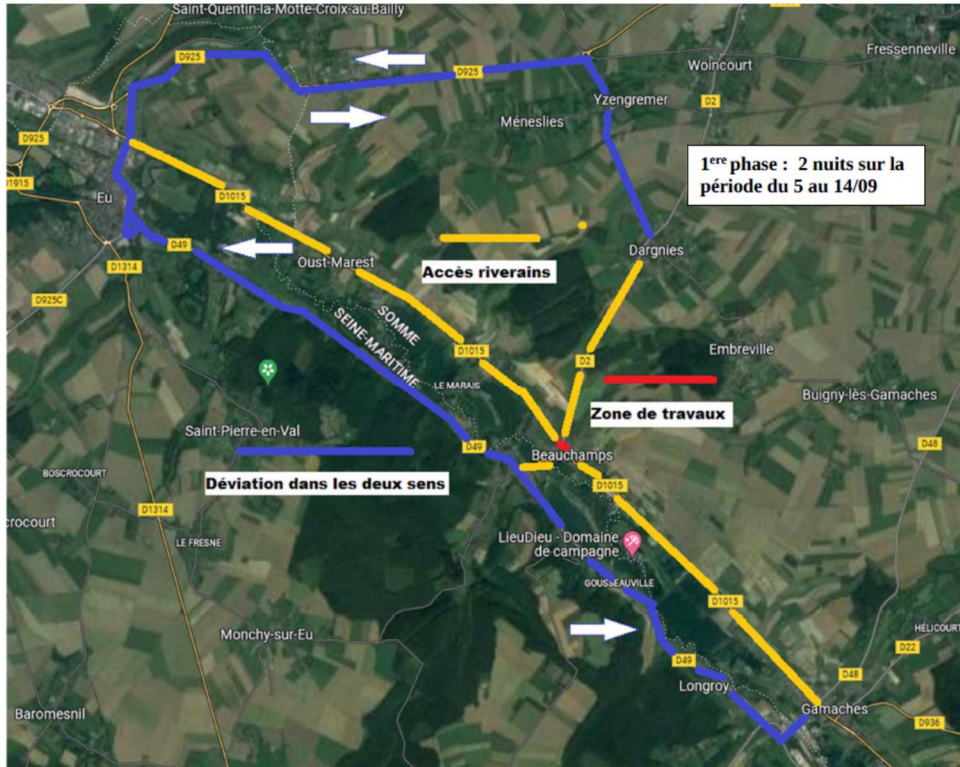 Saint-Quentin-la-Motte-Croix-au-Bailly
D925
D925
Woincourt
Fressenneville
Yzengremer
D2
Méneslies
D925
1ere phase : 2 nuits sur la
période du 5 au 14/09
D1915
Eu
D1015
D49
Oust-Marest
Accès riverains
Dargnies
D1314
D925C
SOMME
SEINE-MARITIME
D1015
D2
Embreville
LE MARAIS
Zone de travaux
Buigny-lès-Gamaches
Saint-Pierre-en-Val
D49
Beauchamps
D48
BOSCROCOURT
Déviation dans les deux sens
D1015
D1314
crocourt
LE FRESNE
LieuDieu - Domaine
de campagne
GOUSSEAUVILLE
D1015
Monchy-sur-Eu
HÉLICOURT
D22
D49
D48
Longroy
Baromesnil
Gamaches
D936